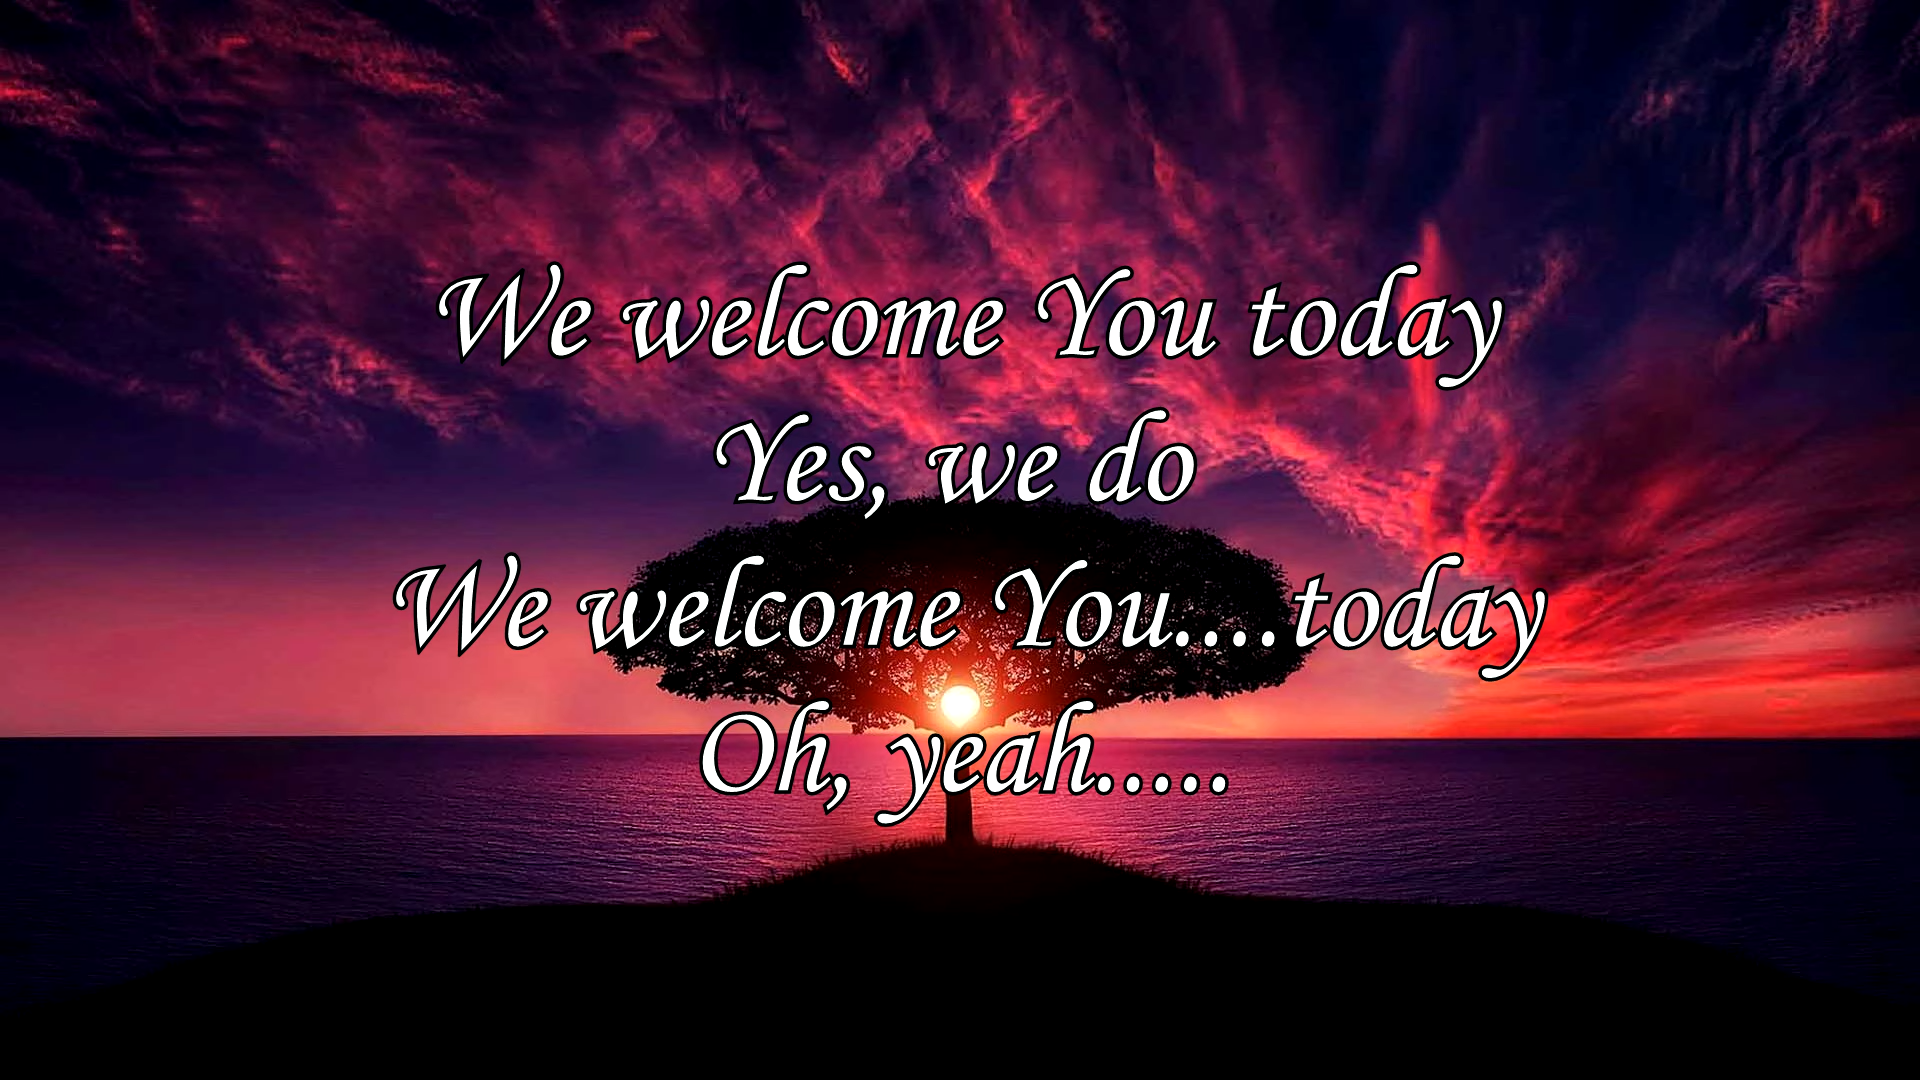 We welcome You today
Yes, we do
We welcome You....today
Oh, yeah.....